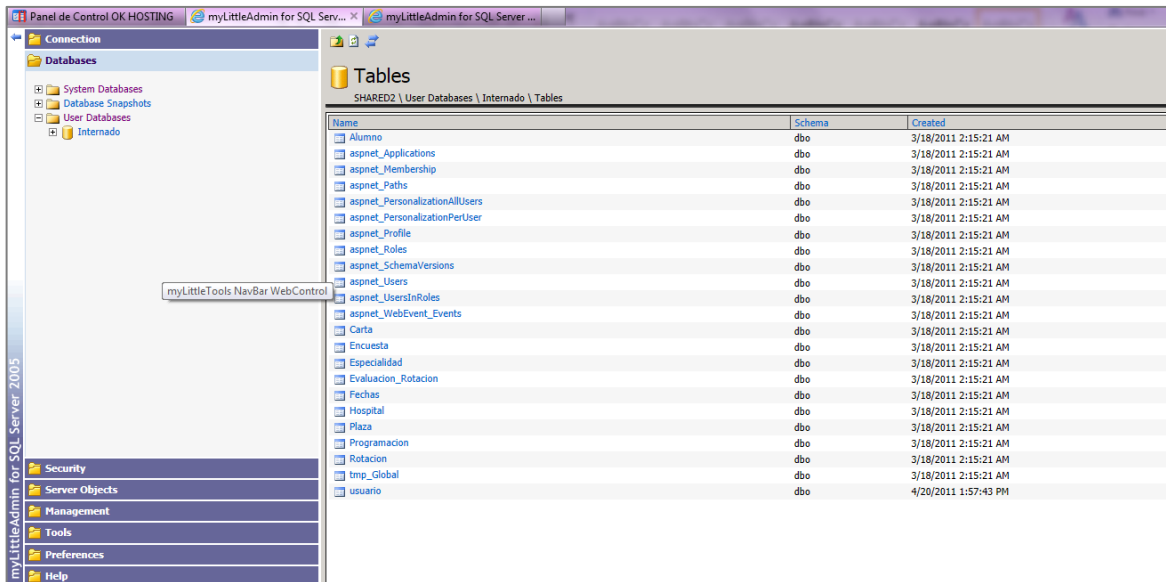 Panel de Control OK HOSTING
myLittleAdmin for SQL Serv...
myLittleAdmin for SQL Server ...
Connection
Databases
System Databases
Database Snapshots
User Databases
Internado
myLittleTools NavBar WebControl
Security
Server Objects
Management
Tools
Preferences
Help
myLittleAdmin for SQL Server 2005
Tables
SHARED2 \ User Databases \ Internado \ Tables
Name Schema Created
Alumno dbo 3/18/2011 2:15:21 AM
aspnet_Applications dbo 3/18/2011 2:15:21 AM
aspnet_Membership dbo 3/18/2011 2:15:21 AM
aspnet_Paths dbo 3/18/2011 2:15:21 AM
aspnet_PersonalizationAllUsers dbo 3/18/2011 2:15:21 AM
aspnet_PersonalizationPerUser dbo 3/18/2011 2:15:21 AM
aspnet_Profile dbo 3/18/2011 2:15:21 AM
aspnet_Roles dbo 3/18/2011 2:15:21 AM
aspnet_SchemaVersions dbo 3/18/2011 2:15:21 AM
aspnet_Users dbo 3/18/2011 2:15:21 AM
aspnet_UsersInRoles dbo 3/18/2011 2:15:21 AM
aspnet_WebEvent_Events dbo 3/18/2011 2:15:21 AM
Carta dbo 3/18/2011 2:15:21 AM
Encuesta dbo 3/18/2011 2:15:21 AM
Especialidad dbo 3/18/2011 2:15:21 AM
Evaluacion_Rotacion dbo 3/18/2011 2:15:21 AM
Fechas dbo 3/18/2011 2:15:21 AM
Hospital dbo 3/18/2011 2:15:21 AM
Plaza dbo 3/18/2011 2:15:21 AM
Programacion dbo 3/18/2011 2:15:21 AM
Rotacion dbo 3/18/2011 2:15:21 AM
tmp_Global dbo 3/18/2011 2:15:21 AM
usuario dbo 4/20/2011 1:57:43 PM